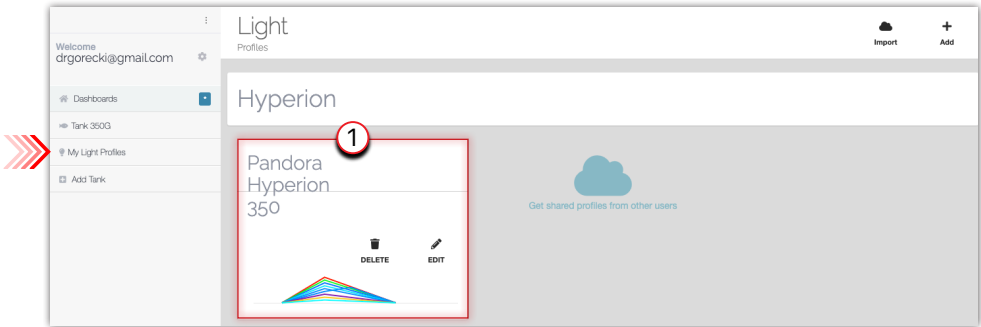 Welcome
drgorecki@gmail.com
Dashboards
Tank 350G
My Light Profiles
Add Tank
Light
Profiles
Import
Add
Hyperion
1
Pandora
Hyperion
350
DELETE
EDIT
Get shared profiles from other users